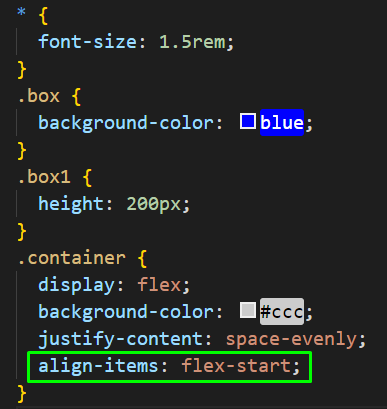 * {
font-size: 1.5rem;
}
.box {
background-color: blue;
}
.box1 {
height: 200px;
}
.container {
display: flex;
background-color: #ccc;
justify-content: space-evenly;
align-items: flex-start;
}